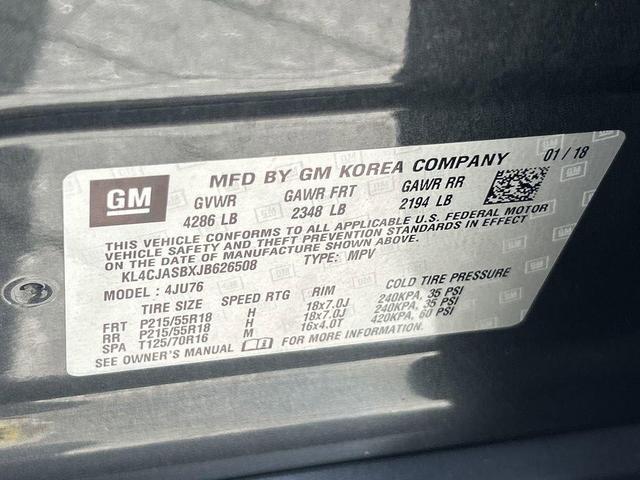 GM
MFD BY GM KOREA COMPANY 01/18
GVWR GAWR FRT GAWR RR
4286 LB 2348 LB 2194 LB
THIS VEHICLE CONFORMS TO ALL APPLICABLE U.S. FEDERAL MOTOR
VEHICLE SAFETY AND THEFT PREVENTION STANDARDS IN EFFECT
ON THE DATE OF MANUFACTURE SHOWN ABOVE.
KL4CJASBXJB626508 TYPE: MPV
MODEL: 4JU76
TIRE SIZE SPEED RTG RIM COLD TIRE PRESSURE
FRT P215/55R18 H 18x7.0J 240KPA, 35 PSI
RR P215/55R18 H 18x7.0J 240KPA, 35 PSI
SPA T125/70R16 M 16x4.0T 420KPA, 60 PSI
SEE OWNER'S MANUAL FOR MORE INFORMATION.